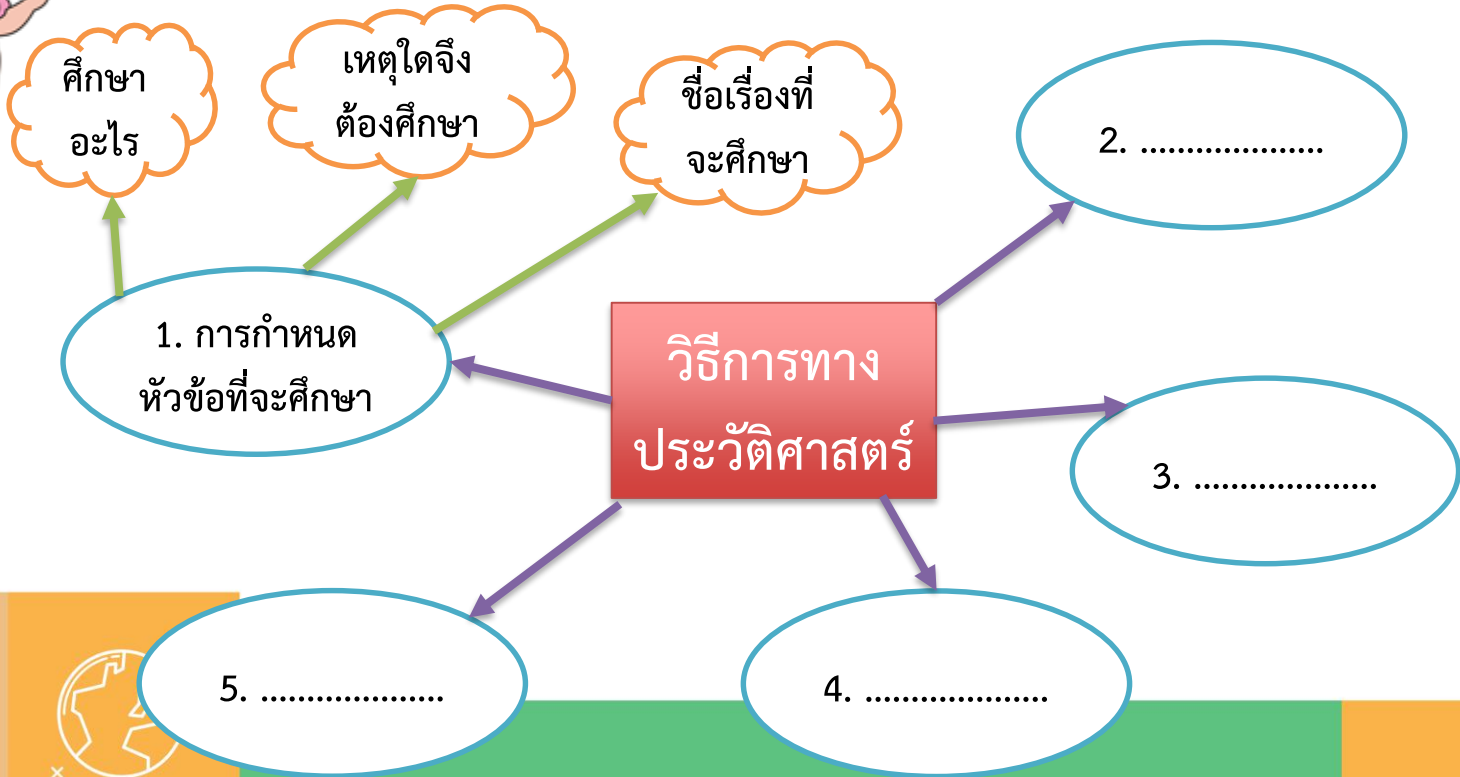 ศึกษา
อะไร
เหตุใดจึง
ต้องศึกษา
ชื่อเรื่องที่
จะศึกษา
1. การกำหนด
หัวข้อที่จะศึกษา
วิธีการทาง
ประวัติศาสตร์
2. ....................
3. ....................
4. ....................
5. ....................